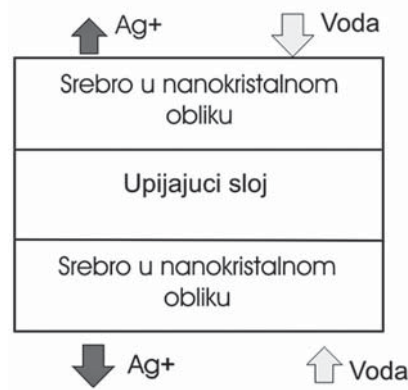 Ag+ Voda
Srebro u nanokristalnom
obliku
Upijajuci sloj
Srebro u nanokristalnom
obliku
Ag+ Voda